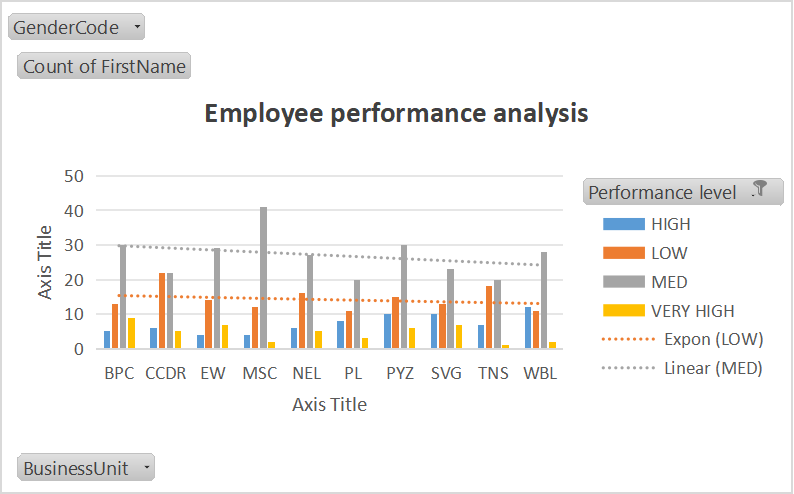 GenderCode
Count of FirstName
Employee performance analysis
50
40
30
20
10
0
Axis Title
BPC CCDR EW MSC NEL PL PYZ SVG TNS WBL
Axis Title
Performance level
HIGH
LOW
MED
VERY HIGH
Expon (LOW)
Linear (MED)
BusinessUnit